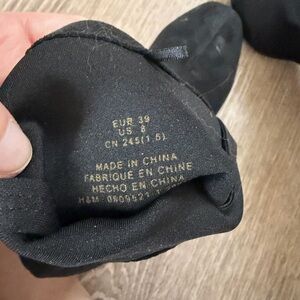 EUR 39
US 8
CN 245(1.5)
MADE IN CHINA
FABRIQUE EN CHINE
HECHO EN CHINA
H&M